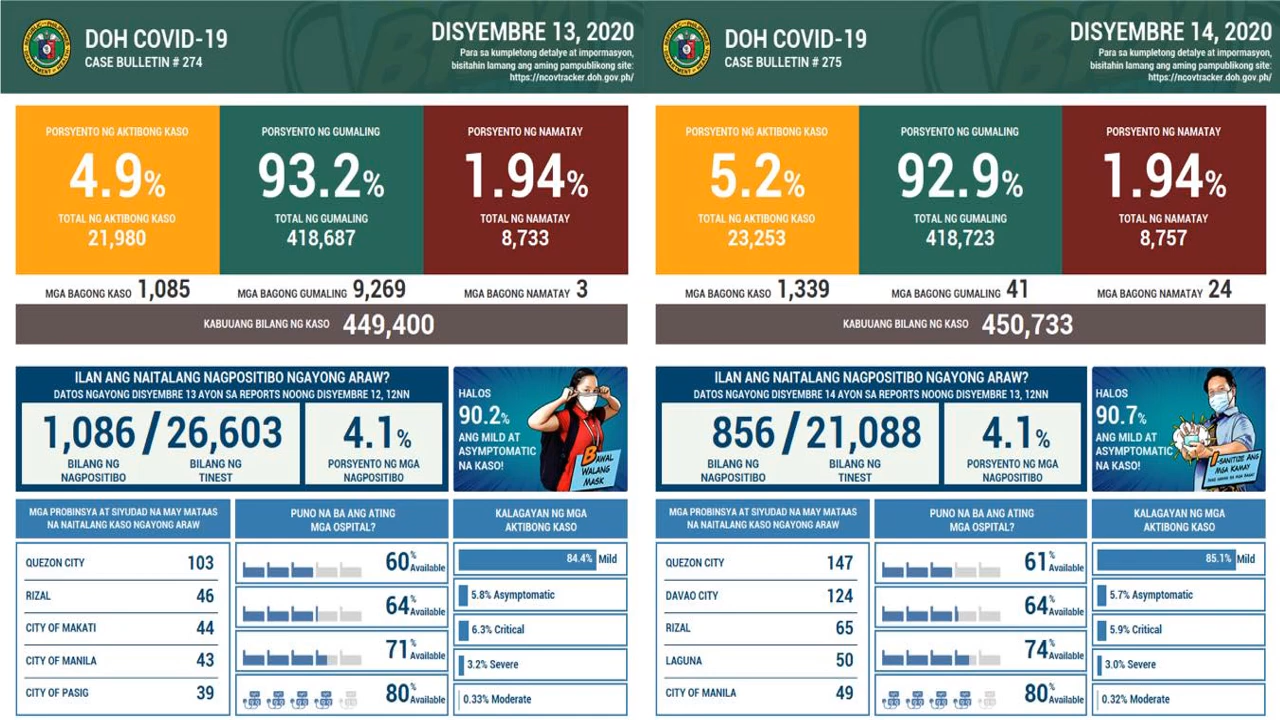 DOH COVID-19
CASE BULLETIN # 274
DISYEMBRE 13, 2020
Para sa kumpletong detalye at impormasyon,
bisitahin lamang ang aming pampublikong site:
https://ncovtracker.doh.gov.ph/
PORSYENTO NG AKTIBONG KASO
4.9%
TOTAL NG AKTIBONG KASO
21,980
PORSYENTO NG GUMALING
93.2%
TOTAL NG GUMALING
418,687
PORSYENTO NG NAMATAY
1.94%
TOTAL NG NAMATAY
8,733
MGA BAGONG KASO 1,085
MGA BAGONG GUMALING 9,269
MGA BAGONG NAMATAY 3
KABUUANG BILANG NG KASO 449,400
ILAN ANG NAITALANG NAGPOSITIBO NGAYONG ARAW?
DATOS NGAYONG DISYEMBRE 13 AYON SA REPORTS NOONG DISYEMBRE 12, 12NN
1,086 / 26,603
BILANG NG
NAGPOSITIBO
BILANG NG
TINEST
4.1%
PORSYENTO NG MGA
NAGPOSITIBO
HALOS
90.2%
ANG MILD AT
ASYMPTOMATIC
NA KASO!
BAWAL
WALANG
MASK
MGA PROBINSYA AT SIYUDAD NA MAY MATAAS
NA NAITALANG KASO NGAYONG ARAW
QUEZON CITY 103
RIZAL 46
CITY OF MAKATI 44
CITY OF MANILA 43
CITY OF PASIG 39
PUNO NA BA ANG ATING
MGA OSPITAL?
60% Available
64% Available
71% Available
80% Available
KALAGAYAN NG MGA
AKTIBONG KASO
84.4% Mild
5.8% Asymptomatic
6.3% Critical
3.2% Severe
0.33% Moderate
DOH COVID-19
CASE BULLETIN # 275
DISYEMBRE 14, 2020
Para sa kumpletong detalye at impormasyon,
bisitahin lamang ang aming pampublikong site:
https://ncovtracker.doh.gov.ph/
PORSYENTO NG AKTIBONG KASO
5.2%
TOTAL NG AKTIBONG KASO
23,253
PORSYENTO NG GUMALING
92.9%
TOTAL NG GUMALING
418,723
PORSYENTO NG NAMATAY
1.94%
TOTAL NG NAMATAY
8,757
MGA BAGONG KASO 1,339
MGA BAGONG GUMALING 41
MGA BAGONG NAMATAY 24
KABUUANG BILANG NG KASO 450,733
ILAN ANG NAITALANG NAGPOSITIBO NGAYONG ARAW?
DATOS NGAYONG DISYEMBRE 14 AYON SA REPORTS NOONG DISYEMBRE 13, 12NN
856 / 21,088
BILANG NG
NAGPOSITIBO
BILANG NG
TINEST
4.1%
PORSYENTO NG MGA
NAGPOSITIBO
HALOS
90.7%
ANG MILD AT
ASYMPTOMATIC
NA KASO!
I-SANITIZE ANG
MGA KAMAY
MGA PROBINSYA AT SIYUDAD NA MAY MATAAS
NA NAITALANG KASO NGAYONG ARAW
QUEZON CITY 147
DAVAO CITY 124
RIZAL 65
LAGUNA 50
CITY OF MANILA 49
PUNO NA BA ANG ATING
MGA OSPITAL?
61% Available
64% Available
74% Available
80% Available
KALAGAYAN NG MGA
AKTIBONG KASO
85.1% Mild
5.7% Asymptomatic
5.9% Critical
3.0% Severe
0.32% Moderate